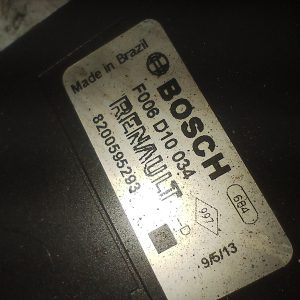 Made in Brazil
BOSCH
F006 D10 034
RENAULT
8200595293
684
997
-D
9/5/13